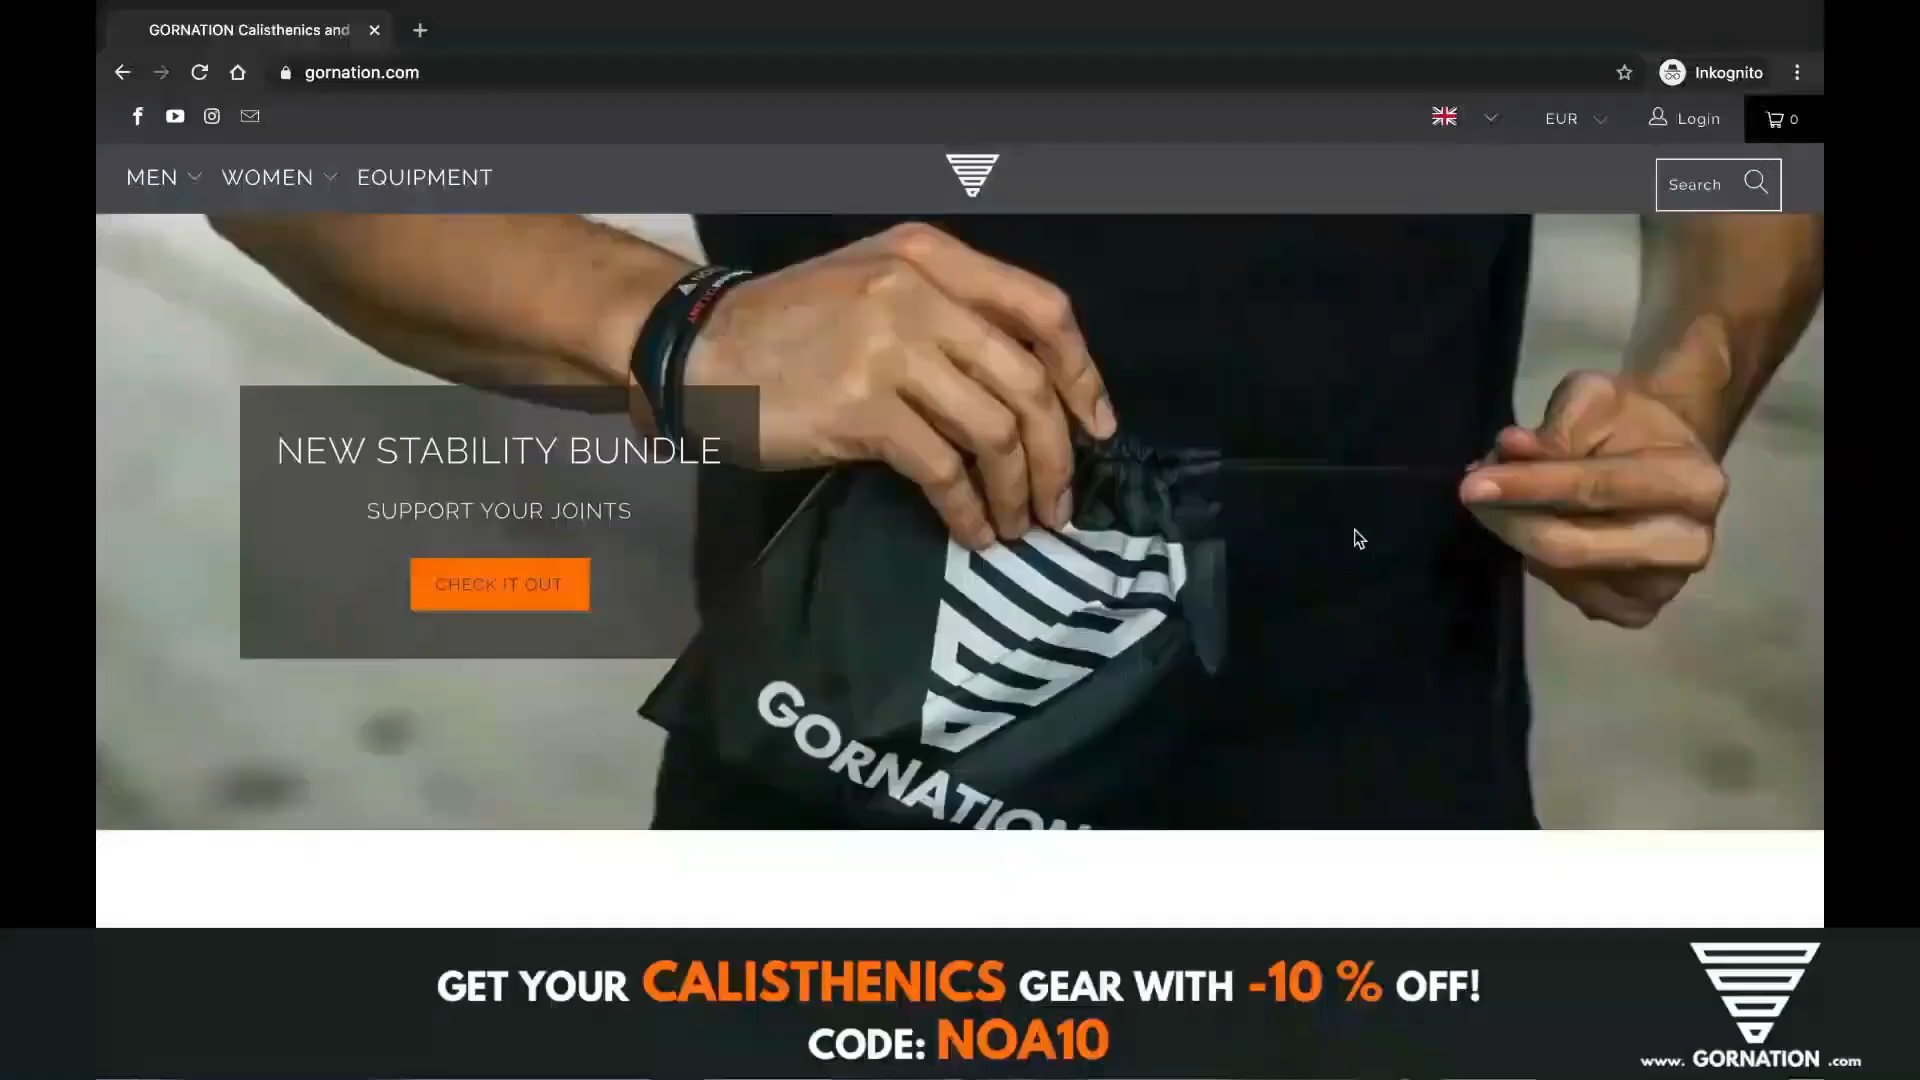 GORNATION Calisthenics and
gornation.com
Inkognito
EUR
Login
0
MEN
WOMEN
EQUIPMENT
Search
NEW STABILITY BUNDLE
SUPPORT YOUR JOINTS
CHECK IT OUT
GORNATION
GET YOUR CALISTHENICS GEAR WITH -10 % OFF!
CODE: NOA10
www. GORNATION .com